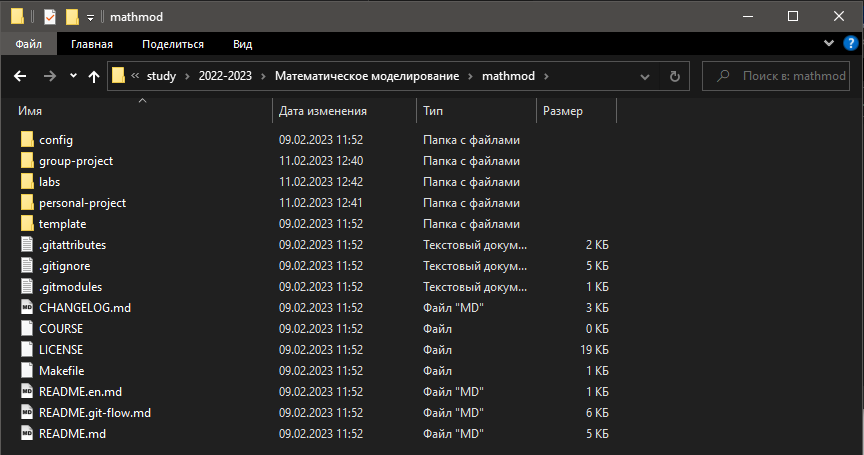 mathmod
Файл Главная Поделиться Вид
« study › 2022-2023 › Математическое моделирование › mathmod › Поиск в: mathmod
Имя Дата изменения Тип Размер
config 09.02.2023 11:52 Папка с файлами
group-project 11.02.2023 12:40 Папка с файлами
labs 11.02.2023 12:42 Папка с файлами
personal-project 11.02.2023 12:41 Папка с файлами
template 09.02.2023 11:52 Папка с файлами
.gitattributes 09.02.2023 11:52 Текстовый докум... 2 КБ
.gitignore 09.02.2023 11:52 Текстовый докум... 5 КБ
.gitmodules 09.02.2023 11:52 Текстовый докум... 1 КБ
CHANGELOG.md 09.02.2023 11:52 Файл "MD" 3 КБ
COURSE 09.02.2023 11:52 Файл 0 КБ
LICENSE 09.02.2023 11:52 Файл 19 КБ
Makefile 09.02.2023 11:52 Файл 1 КБ
README.en.md 09.02.2023 11:52 Файл "MD" 1 КБ
README.git-flow.md 09.02.2023 11:52 Файл "MD" 6 КБ
README.md 09.02.2023 11:52 Файл "MD" 5 КБ